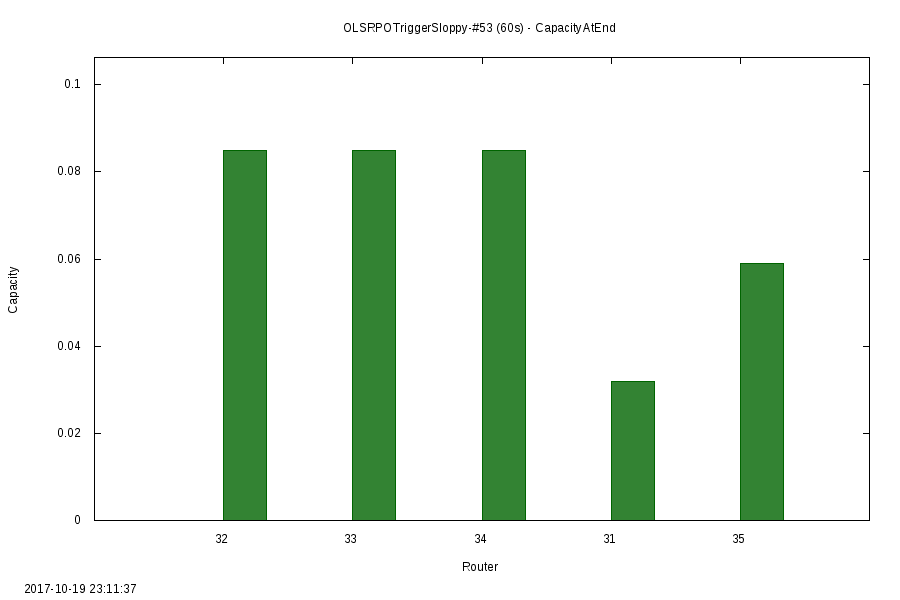 OLSRPOTriggerSloppy-#53 (60s) - CapacityAtEnd
0.1
0.08
0.06
0.04
0.02
0
Capacity
32 33 34 31 35
Router
2017-10-19 23:11:37